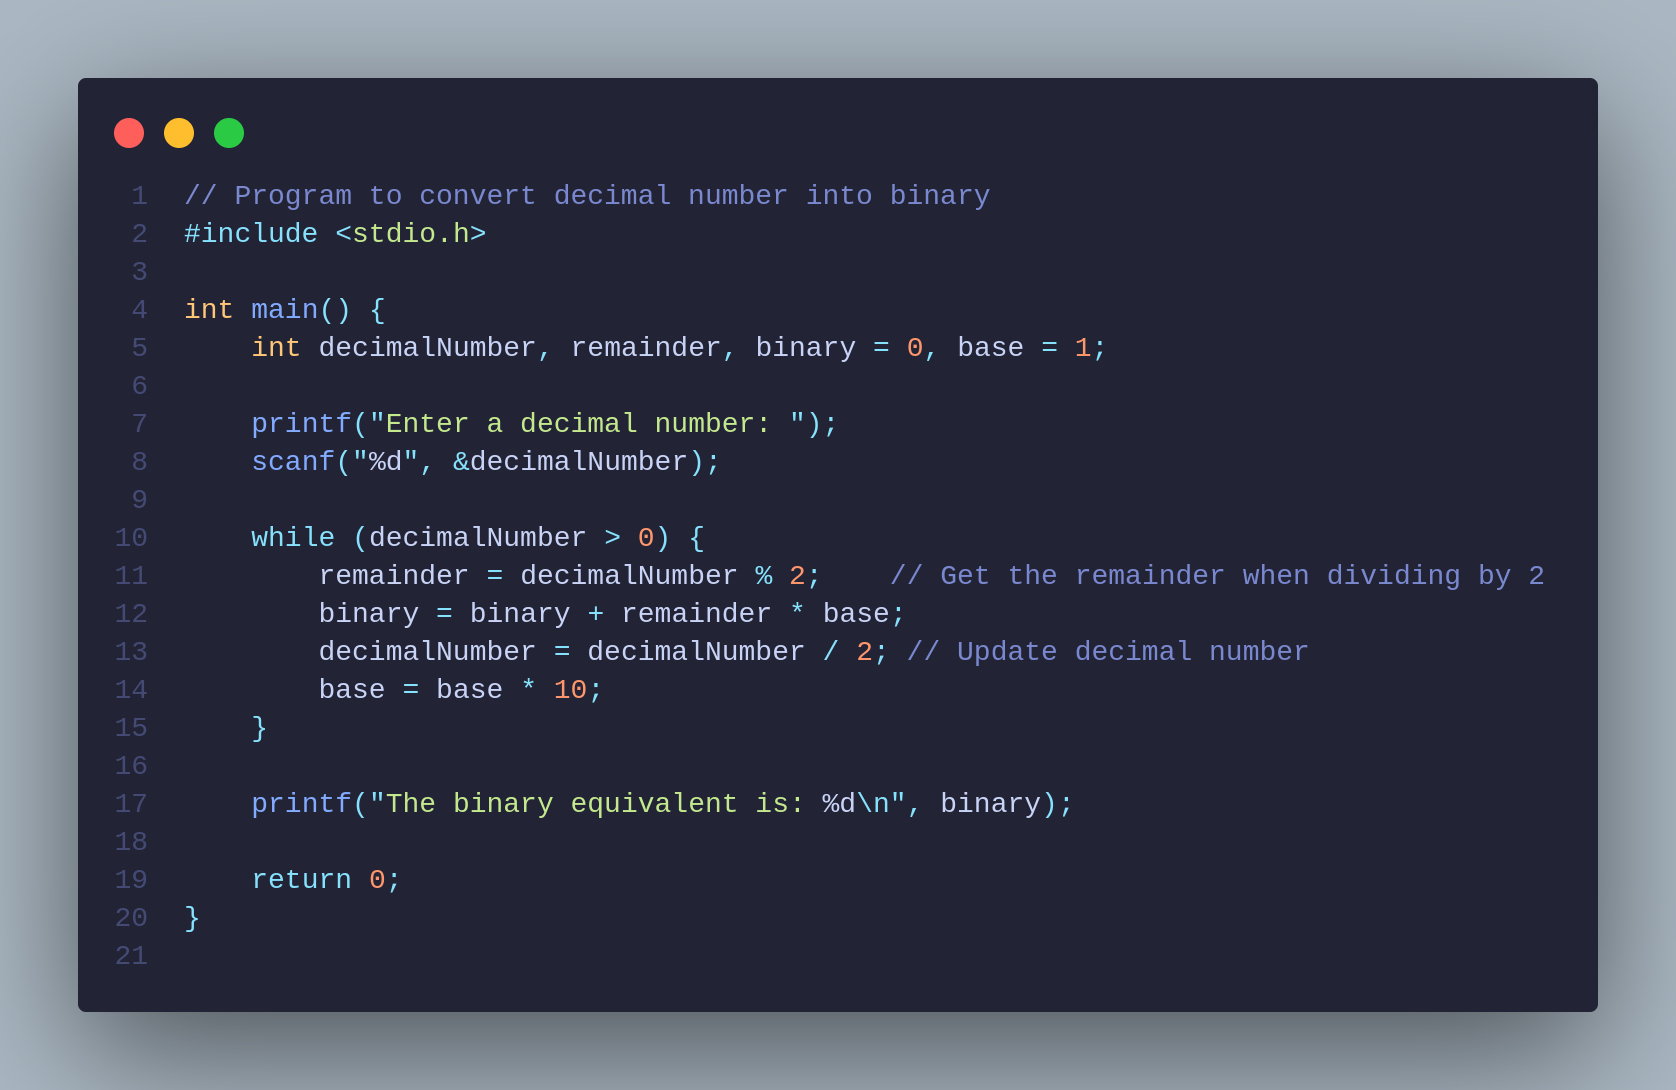 1 // Program to convert decimal number into binary
2 #include <stdio.h>
3
4 int main() {
5     int decimalNumber, remainder, binary = 0, base = 1;
6
7     printf("Enter a decimal number: ");
8     scanf("%d", &decimalNumber);
9
10     while (decimalNumber > 0) {
11         remainder = decimalNumber % 2;    // Get the remainder when dividing by 2
12         binary = binary + remainder * base;
13         decimalNumber = decimalNumber / 2; // Update decimal number
14         base = base * 10;
15     }
16
17     printf("The binary equivalent is: %d\n", binary);
18
19     return 0;
20 }
21